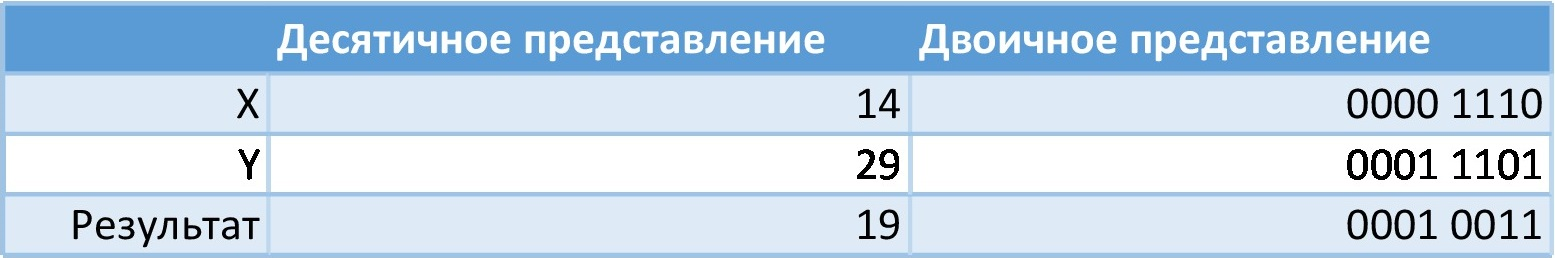 Десятичное представление Двоичное представление
X 14 0000 1110
Y 29 0001 1101
Результат 19 0001 0011